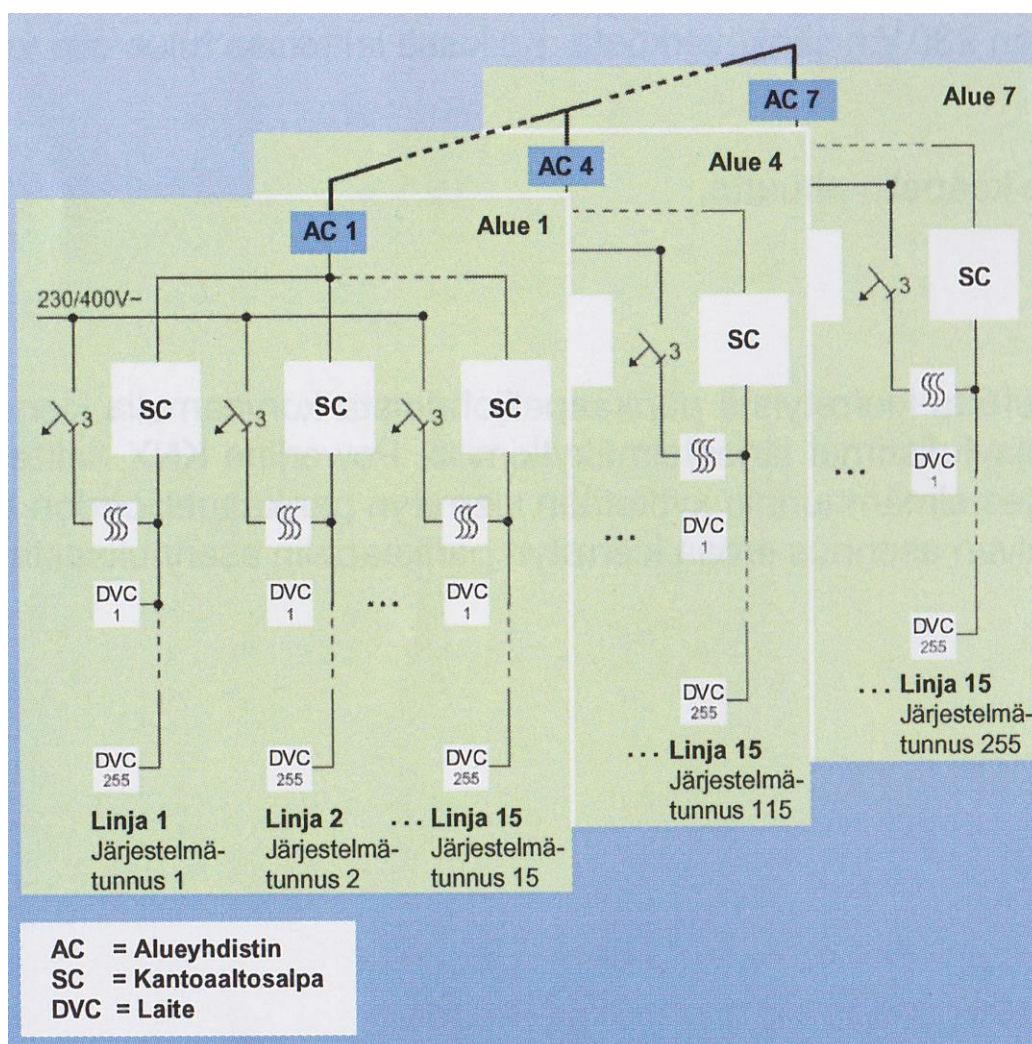 AC 7
Alue 7
AC 4
Alue 4
AC 1
Alue 1
230/400V~
3
SC
3
SC
3
SC
3
SC
3
SC
DVC
1
DVC
1
...
DVC
1
...
DVC
1
...
DVC
1
DVC
255
DVC
255
DVC
255
DVC
255
DVC
255
Linja 1
Järjestelmä-
tunnus 1
Linja 2
Järjestelmä-
tunnus 2
... Linja 15
Järjestelmä-
tunnus 15
... Linja 15
Järjestelmä-
tunnus 115
... Linja 15
Järjestelmä-
tunnus 255
AC = Alueyhdistin
SC = Kantoaaltosalpa
DVC = Laite